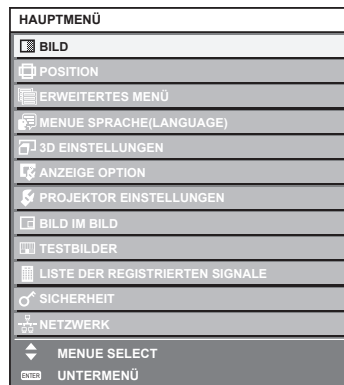 HAUPTMENÜ
BILD
POSITION
ERWEITERTES MENÜ
MENUE SPRACHE(LANGUAGE)
3D EINSTELLUNGEN
ANZEIGE OPTION
PROJEKTOR EINSTELLUNGEN
BILD IM BILD
TESTBILDER
LISTE DER REGISTRIERTEN SIGNALE
SICHERHEIT
NETZWERK
MENUE SELECT
ENTER UNTERMENÜ